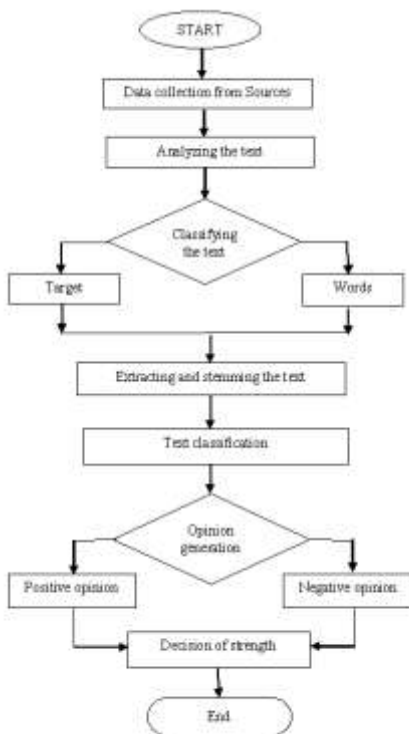 START
Data collection from Sources
Analyzing the text
Classifying
the text
Target
Words
Extracting and stemming the text
Text classification
Opinion
generation
Positive opinion
Negative opinion
Decision of strength
End